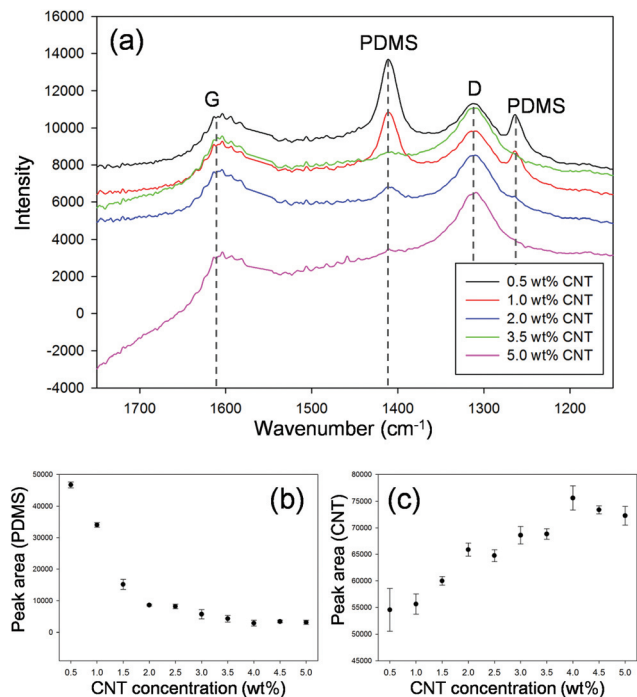 (a)
PDMS
G
D
PDMS
16000
14000
12000
10000
8000
6000
4000
2000
0
-2000
-4000
Intensity
0.5 wt% CNT
1.0 wt% CNT
2.0 wt% CNT
3.5 wt% CNT
5.0 wt% CNT
1700 1600 1500 1400 1300 1200
Wavenumber (cm⁻¹)
(b)
50000
40000
30000
20000
10000
0
Peak area (PDMS)
0.5 1.0 1.5 2.0 2.5 3.0 3.5 4.0 4.5 5.0
CNT concentration (wt%)
(c)
80000
75000
70000
65000
60000
55000
50000
45000
Peak area (CNT)
0.5 1.0 1.5 2.0 2.5 3.0 3.5 4.0 4.5 5.0
CNT concentration (wt%)